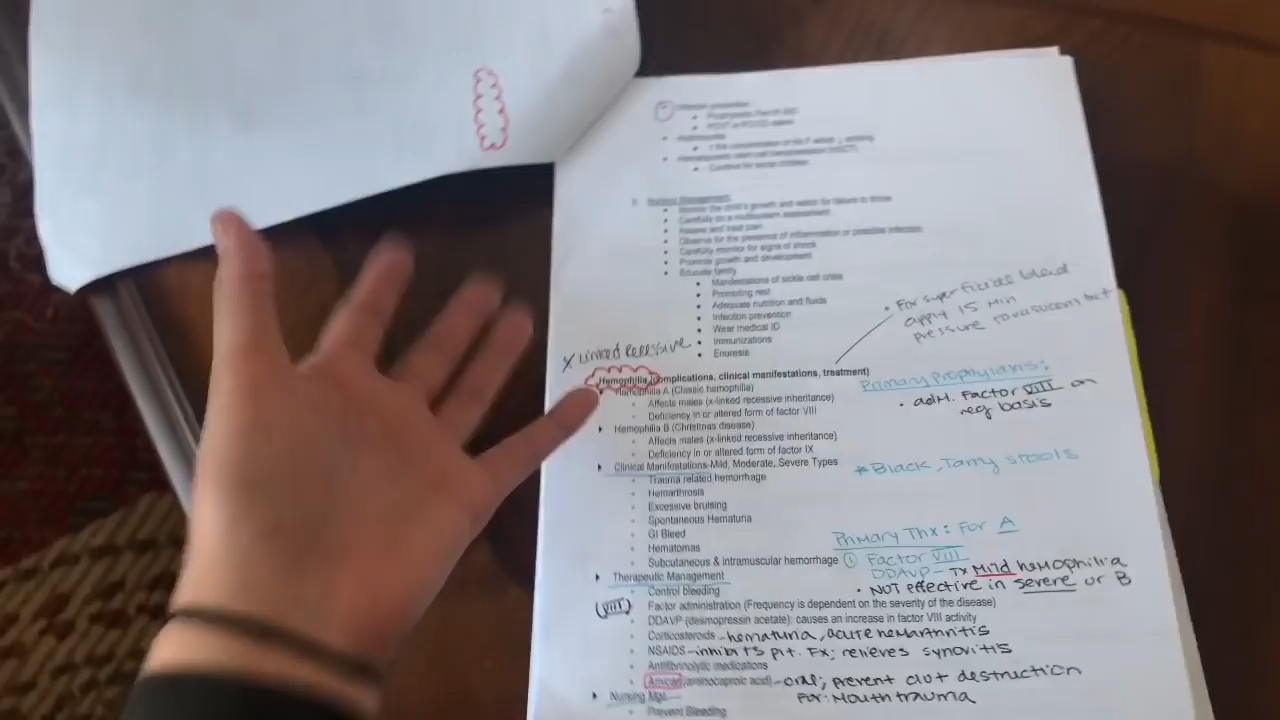 Nursing Management
Monitor the child's growth and watch for failure to thrive
Carefully do a multisystem assessment
Assess and treat pain
Observe for the presence of inflammation or possible infection
Carefully monitor for signs of shock
Promote growth and development
Educate family
Manifestations of sickle cell crisis
Promoting rest
Adequate nutrition and fluids
Infection prevention
Wear medical ID
Immunizations
Enuresis
• For superficial bleed
apply 15 min
pressure
X linked recessive
Hemophilia (complications, clinical manifestations, treatment)
Hemophilia A (Classic hemophilia)
Affects males (x-linked recessive inheritance)
Deficiency in or altered form of factor VIII
Primary Prophylaxis:
• adm. Factor VIII on
reg basis
Hemophilia B (Christmas disease)
Affects males (x-linked recessive inheritance)
Deficiency in or altered form of factor IX
Clinical Manifestations-Mild, Moderate, Severe Types
Trauma related hemorrhage
Hemarthrosis
Excessive bruising
Spontaneous Hematuria
GI Bleed
Hematomas
Subcutaneous & intramuscular hemorrhage
* Black, Tarry stools
Primary Thx: For A
① Factor VIII
DDAVP - Tx Mild hemophilia
• NOT effective in severe or B
Therapeutic Management
Control bleeding
(VIII) Factor administration (Frequency is dependent on the severity of the disease)
DDAVP (desmopressin acetate): causes an increase in factor VIII activity
Corticosteroids - hematuria, acute hemarthritis
NSAIDS - inhibits plt. Fx; relieves synovitis
Antifibrinolytic medications
Amicar (aminocaproic acid) - oral; prevent clot destruction
For: Mouth trauma
Nursing Mgt
Prevent Bleeding